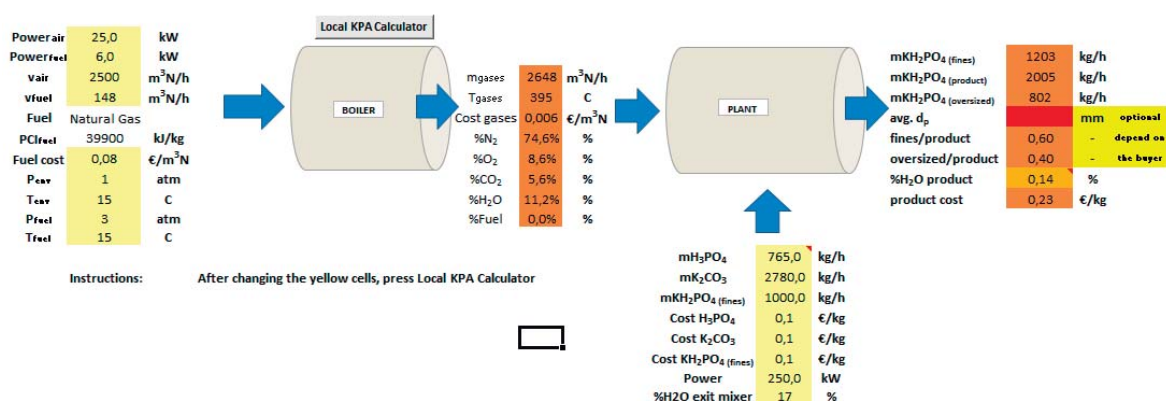 Local KPA Calculator
Powerair 25,0 kW
Powerfuel 6,0 kW
Vair 2500 m³N/h
Vfuel 148 m³N/h
Fuel Natural Gas
PCIfuel 39900 kJ/kg
Fuel cost 0,08 €/m³N
Penv 1 atm
Tenv 15 C
Pfuel 3 atm
Tfuel 15 C
BOILER
mgases 2648 m³N/h
Tgases 395 C
Cost gases 0,006 €/m³N
%N₂ 74,6% %
%O₂ 8,6% %
%CO₂ 5,6% %
%H₂O 11,2% %
%Fuel 0,0% %
PLANT
mKH₂PO₄ (fines) 1203 kg/h
mKH₂PO₄ (product) 2005 kg/h
mKH₂PO₄ (oversized) 802 kg/h
avg. dₚ mm optional
fines/product 0,60 - depend on
oversized/product 0,40 - the buyer
%H₂O product 0,14 %
product cost 0,23 €/kg
Instructions: After changing the yellow cells, press Local KPA Calculator
mH₃PO₄ 765,0 kg/h
mK₂CO₃ 2780,0 kg/h
mKH₂PO₄ (fines) 1000,0 kg/h
Cost H₃PO₄ 0,1 €/kg
Cost K₂CO₃ 0,1 €/kg
Cost KH₂PO₄ (fines) 0,1 €/kg
Power 250,0 kW
%H2O exit mixer 17 %